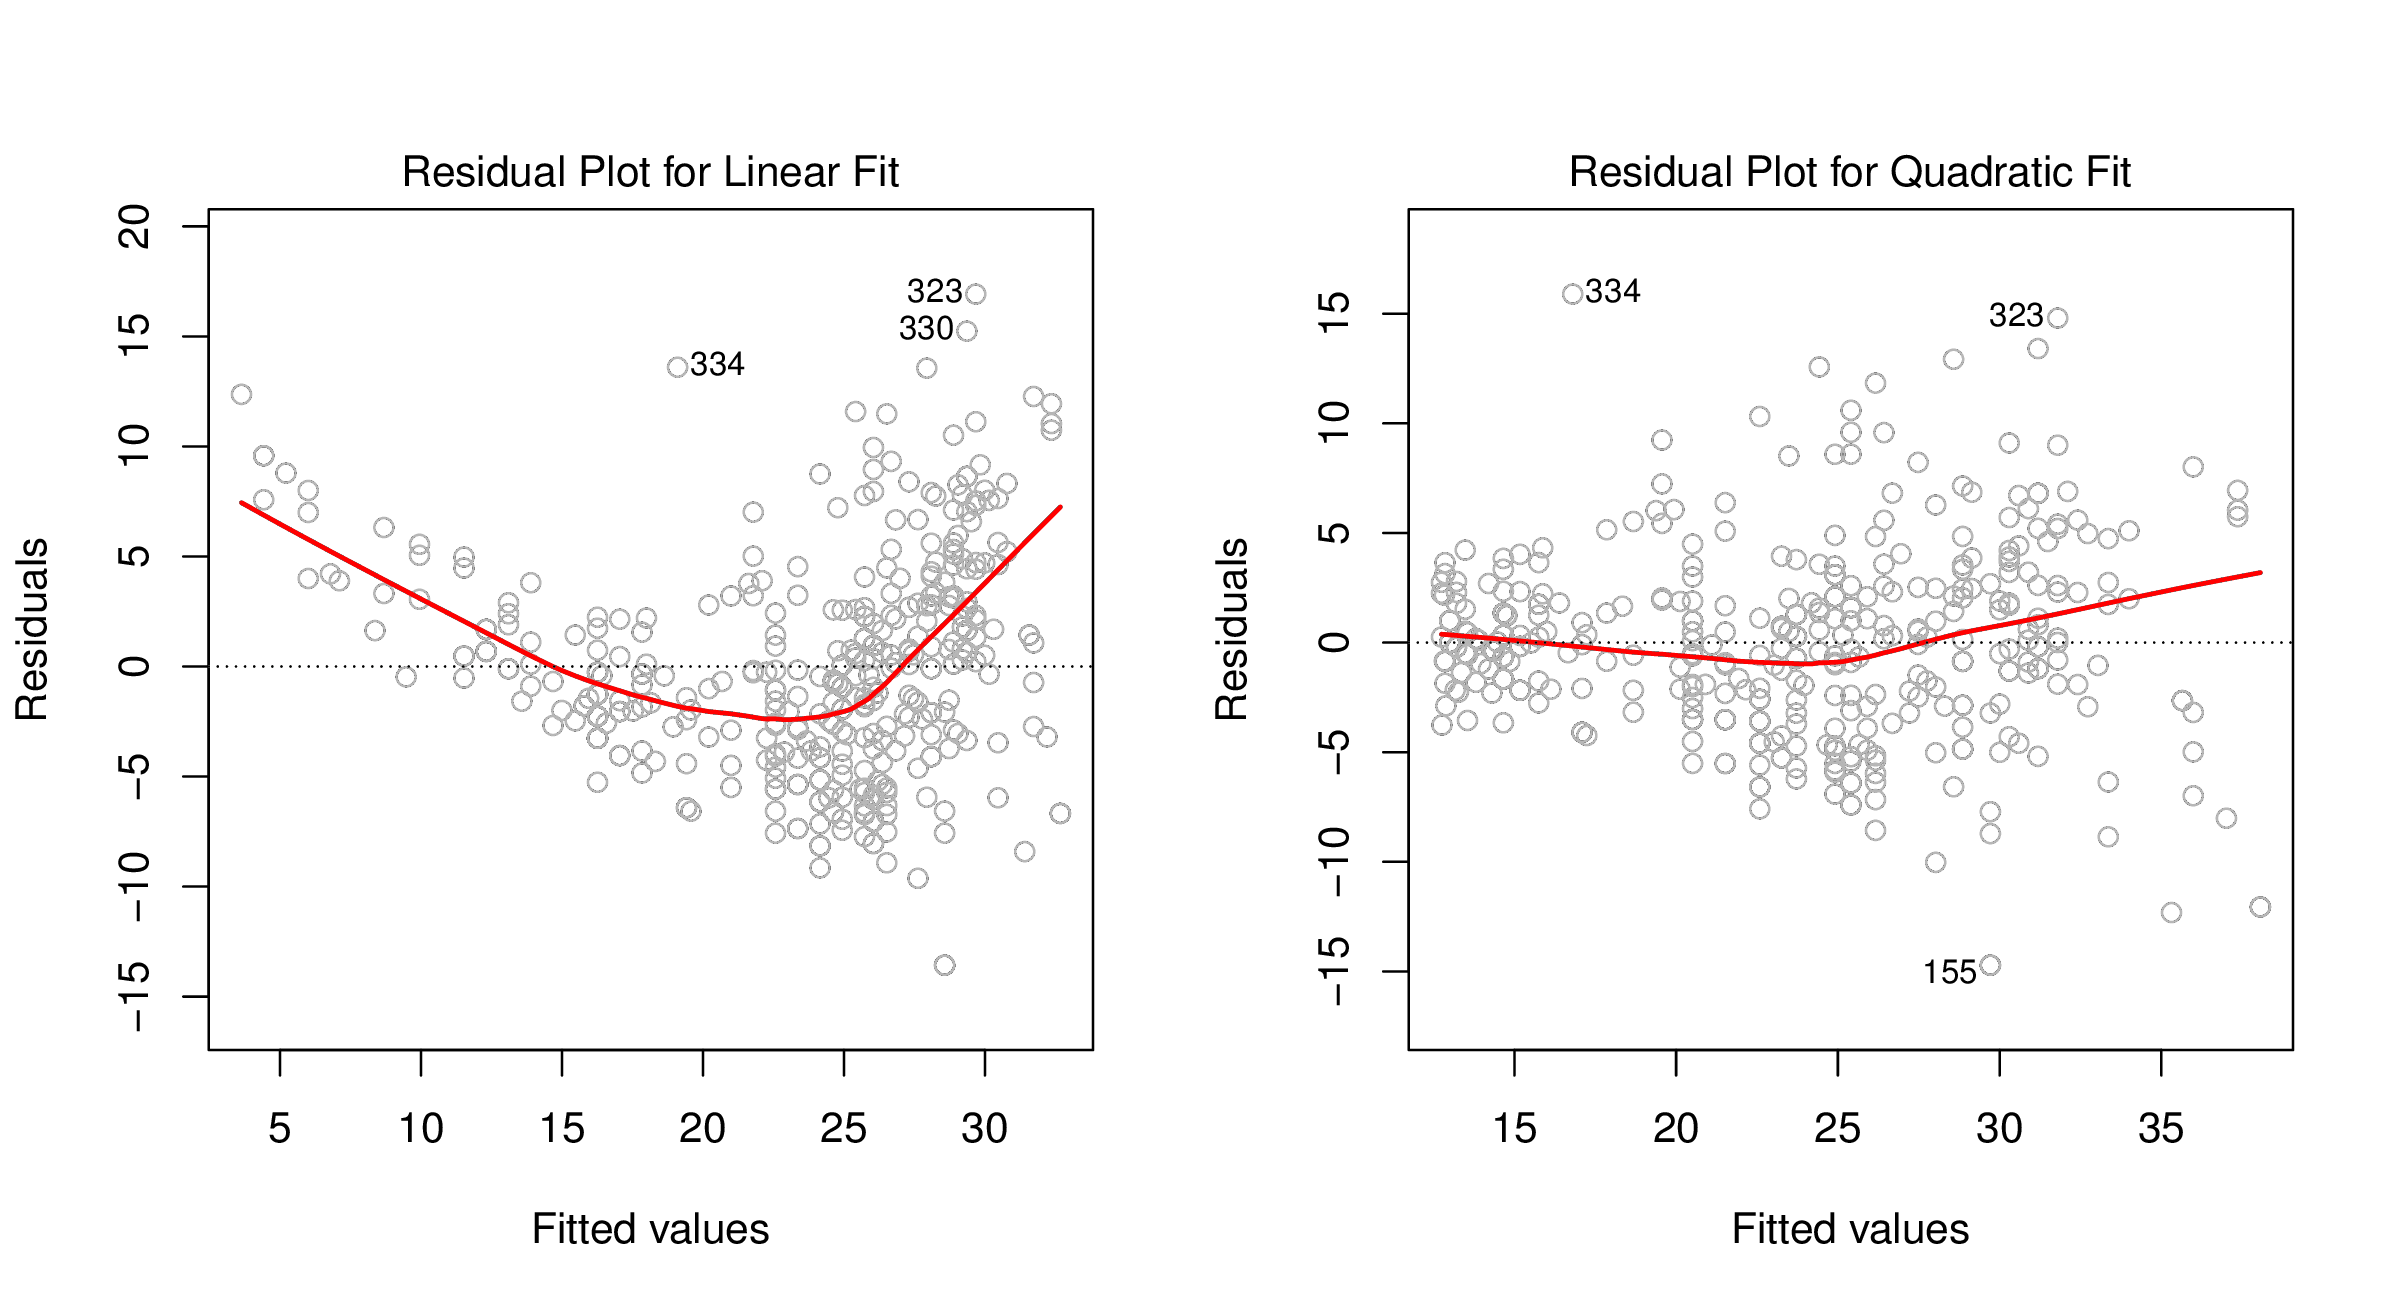 Residual Plot for Linear Fit
Residuals
20
15
10
5
0
−5
−10
−15
323
330
334
5 10 15 20 25 30
Fitted values
Residual Plot for Quadratic Fit
Residuals
15
10
5
0
−5
−10
−15
334
323
155
15 20 25 30 35
Fitted values